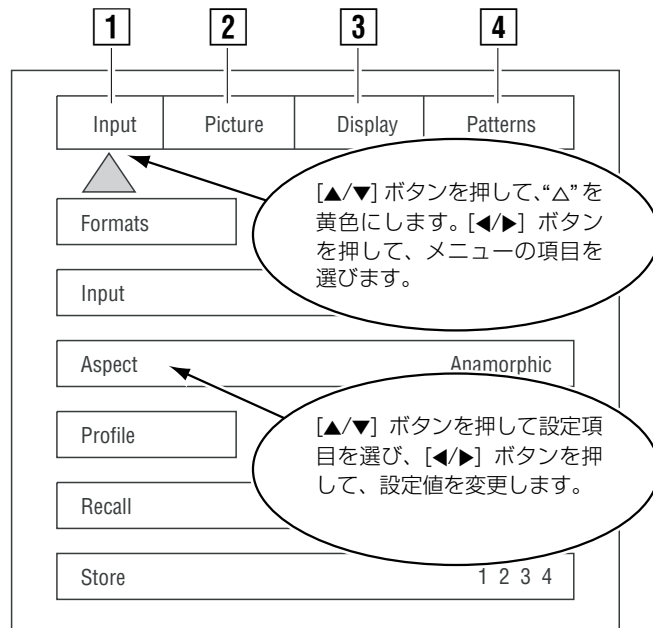 1 2 3 4
Input Picture Display Patterns
[▲/▼] ボタンを押して、“△”を
黄色にします。[◀/▶] ボタン
を押して、メニューの項目を
選びます。
Formats
Input
Aspect Anamorphic
[▲/▼] ボタンを押して設定項
目を選び、[◀/▶] ボタンを押
して、設定値を変更します。
Profile
Recall
Store 1 2 3 4